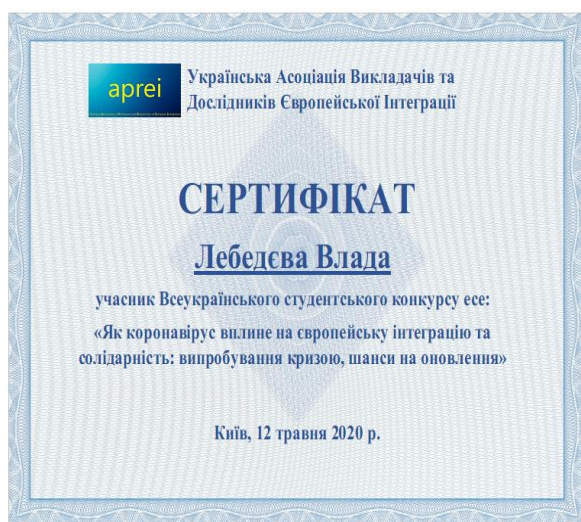 aprei
Українська Асоціація Викладачів та
Дослідників Європейської Інтеграції
СЕРТИФІКАТ
Лебедєва Влада
учасник Всеукраїнського студентського конкурсу есе:
«Як коронавірус вплине на європейську інтеграцію та
солідарність: випробування кризою, шанси на оновлення»
Київ, 12 травня 2020 р.